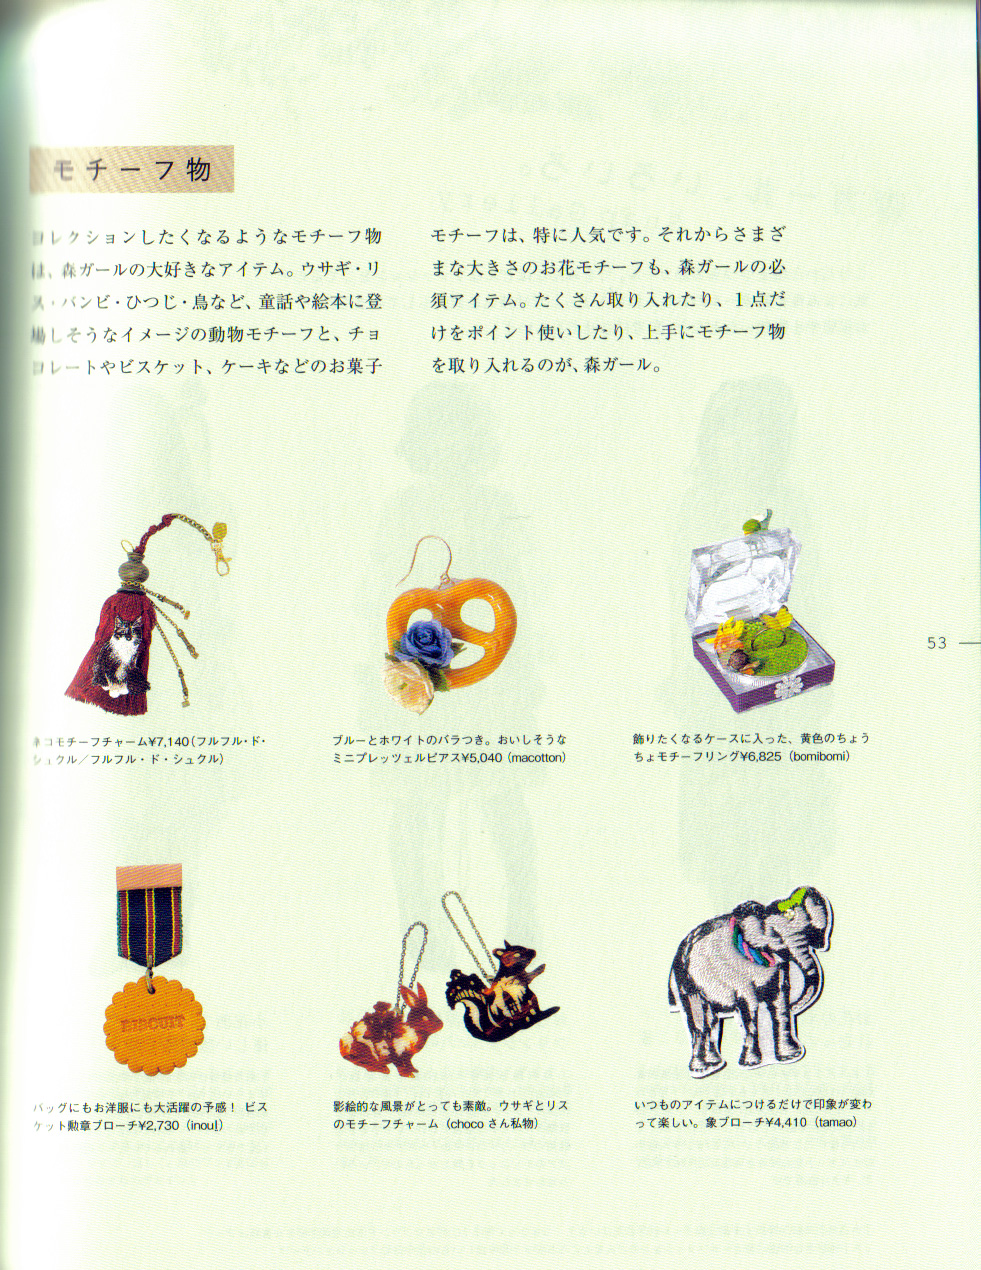 モチーフ物
コレクションしたくなるようなモチーフ物
は、森ガールの大好きなアイテム。ウサギ・リ
ス・バンビ・ひつじ・鳥など、童話や絵本に登
場しそうなイメージの動物モチーフと、チョ
コレートやビスケット、ケーキなどのお菓子
モチーフは、特に人気です。それからさまざ
まな大きさのお花モチーフも、森ガールの必
須アイテム。たくさん取り入れたり、1点だ
けをポイント使いしたり、上手にモチーフ物
を取り入れるのが、森ガール。
53
ネコモチーフチャーム¥7,140(フルフル・ド・
シュクル/フルフル・ド・シュクル)
ブルーとホワイトのバラつき。おいしそうな
ミニプレッツェルピアス¥5,040(macotton)
飾りたくなるケースに入った、黄色のちょう
ちょモチーフリング¥6,825(bomibomi)
BISCUIT
バッグにもお洋服にも大活躍の予感! ビス
ケット勲章ブローチ¥2,730(inou!)
影絵的な風景がとっても素敵。ウサギとリス
のモチーフチャーム(choco さん私物)
いつものアイテムにつけるだけで印象が変わ
って楽しい。象ブローチ¥4,410(tamao)